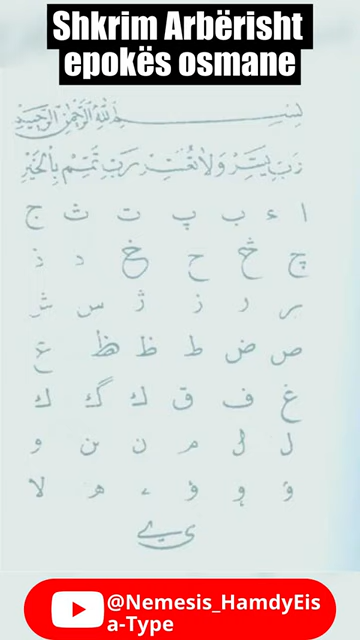 Shkrim Arbërisht
epokës osmane
بسم الله الرحمن الرحيم
رب يسر ولا تعسر رب تمم بالخير
ا ء ب پ ت ث ج
چ ح خ د ذ
ر ز ژ س ش
ص ض ط ظ ع
غ ف ق ك گ ك
ل م ن و
ه لا
ی ے
@Nemesis_HamdyEis
a-Type